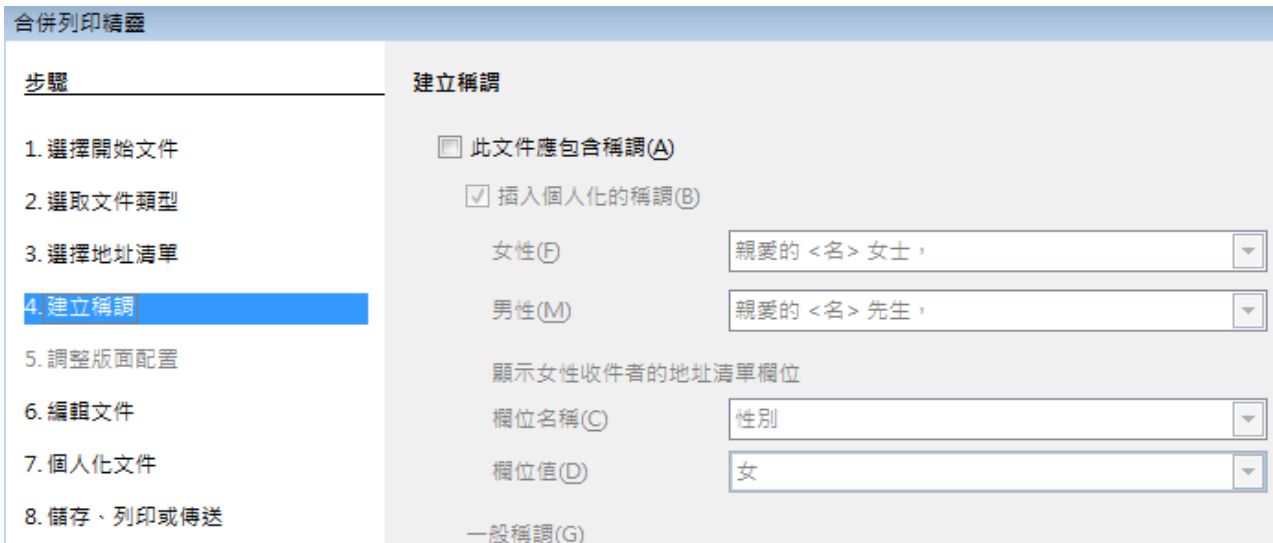 合併列印精靈
步驟
1. 選擇開始文件
2. 選取文件類型
3. 選擇地址清單
4. 建立稱謂
5. 調整版面配置
6. 編輯文件
7. 個人化文件
8. 儲存、列印或傳送
建立稱謂
此文件應包含稱謂(A)
插入個人化的稱謂(B)
女性(F) 親愛的 <名> 女士，
男性(M) 親愛的 <名> 先生，
顯示女性收件者的地址清單欄位
欄位名稱(C) 性別
欄位值(D) 女
一般稱謂(G)